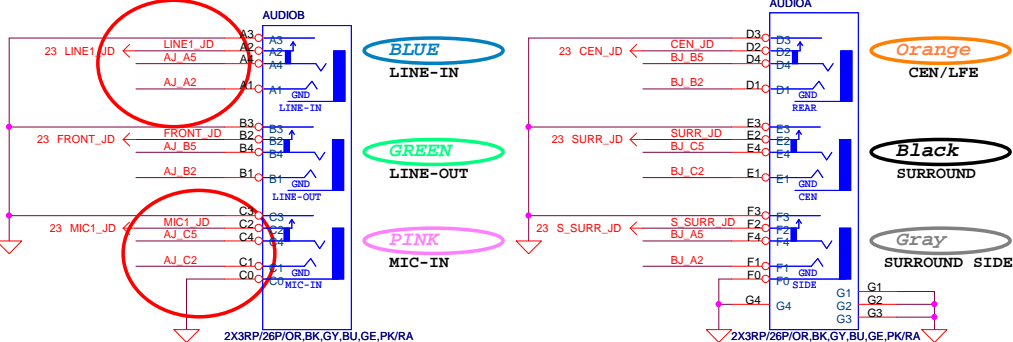 AUDIOB
A3 A3
23 LINE1_JD LINE1_JD A2 A2
AJ_A5 A4 A4
AJ_A2 A1 A1
GND
LINE-IN
BLUE
LINE-IN
B3 B3
23 FRONT_JD FRONT_JD B2 B2
AJ_B5 B4 B4
AJ_B2 B1 B1
GND
LINE-OUT
GREEN
LINE-OUT
C3 C3
23 MIC1_JD MIC1_JD C2 C2
AJ_C5 C4 C4
AJ_C2 C1 C1
GND
C0 C0
MIC-IN
PINK
MIC-IN
2X3RP/26P/OR,BK,GY,BU,GE,PK/RA
AUDIOA
D3 D3
23 CEN_JD CEN_JD D2 D2
BJ_B5 D4 D4
BJ_B2 D1 D1
GND
REAR
Orange
CEN/LFE
E3 E3
23 SURR_JD SURR_JD E2 E2
BJ_C5 E4 E4
BJ_C2 E1 E1
GND
CEN
Black
SURROUND
F3 F3
23 S_SURR_JD S_SURR_JD F2 F2
BJ_A5 F4 F4
BJ_A2 F1 F1
GND
F0 F0
SIDE
Gray
SURROUND SIDE
G4 G4
G1 G1
G2 G2
G3 G3
2X3RP/26P/OR,BK,GY,BU,GE,PK/RA